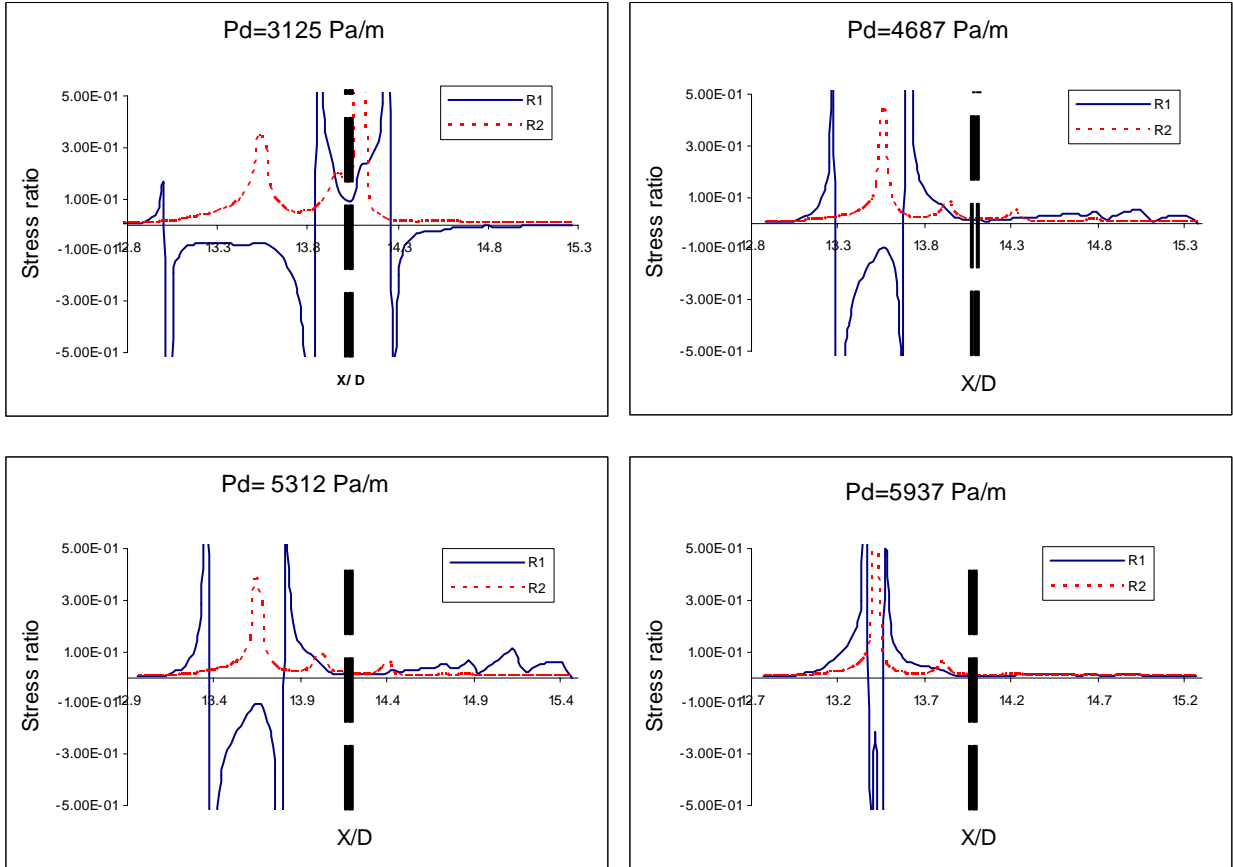 Pd=3125 Pa/m
5.00E-01
3.00E-01
1.00E-01
-1.00E-01
-3.00E-01
-5.00E-01
12.8 13.3 13.8 14.3 14.8 15.3
Stress ratio
X/ D
R1
R2
Pd=4687 Pa/m
5.00E-01
3.00E-01
1.00E-01
-1.00E-01
-3.00E-01
-5.00E-01
12.8 13.3 13.8 14.3 14.8 15.3
Stress ratio
X/D
R1
R2
Pd= 5312 Pa/m
5.00E-01
3.00E-01
1.00E-01
-1.00E-01
-3.00E-01
-5.00E-01
12.9 13.4 13.9 14.4 14.9 15.4
Stress ratio
X/D
R1
R2
Pd=5937 Pa/m
5.00E-01
3.00E-01
1.00E-01
-1.00E-01
-3.00E-01
-5.00E-01
12.7 13.2 13.7 14.2 14.7 15.2
Stress ratio
X/D
R1
R2